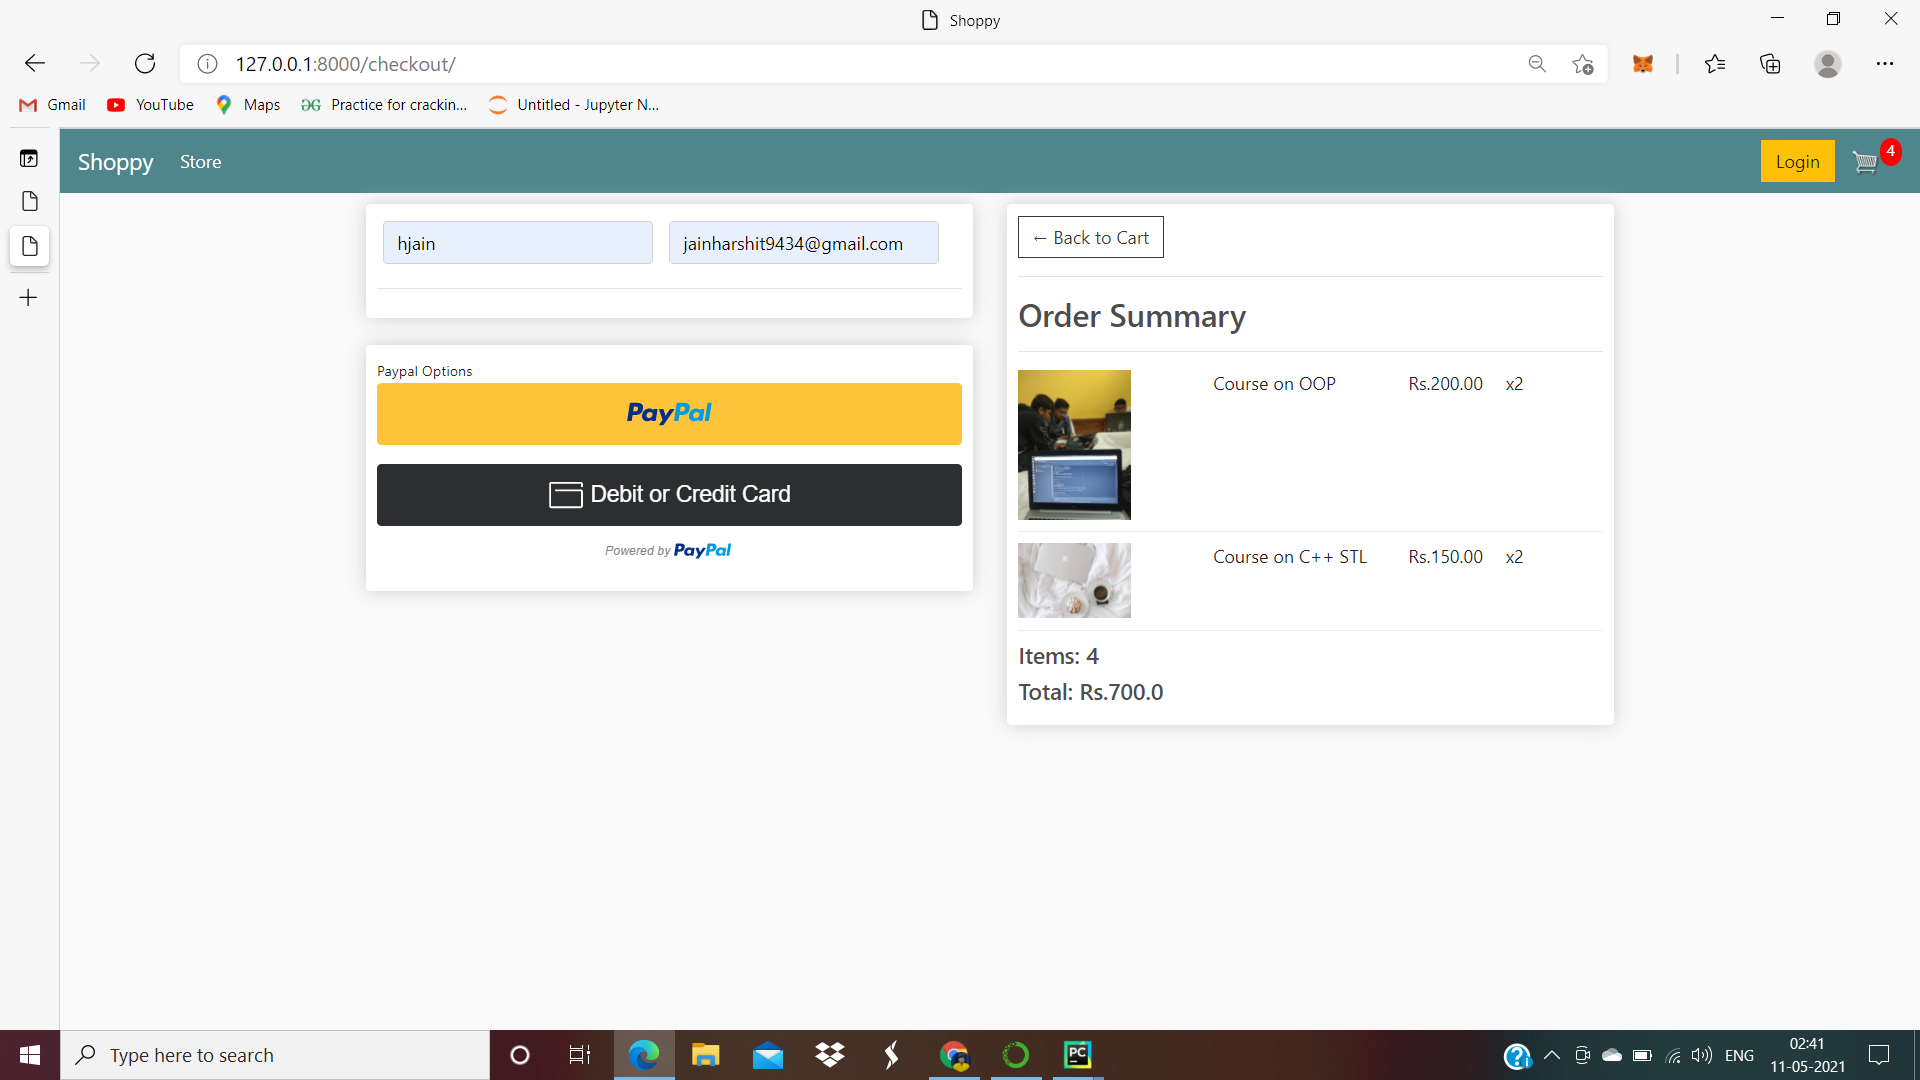 Shoppy
127.0.0.1:8000/checkout/
Gmail YouTube Maps Practice for crackin... Untitled - Jupyter N...
Shoppy Store Login 4
hjain jainharshit9434@gmail.com
Paypal Options
PayPal
Debit or Credit Card
Powered by PayPal
← Back to Cart
Order Summary
Course on OOP Rs.200.00 x2
Course on C++ STL Rs.150.00 x2
Items: 4
Total: Rs.700.0
Type here to search
PC
ENG
02:41
11-05-2021